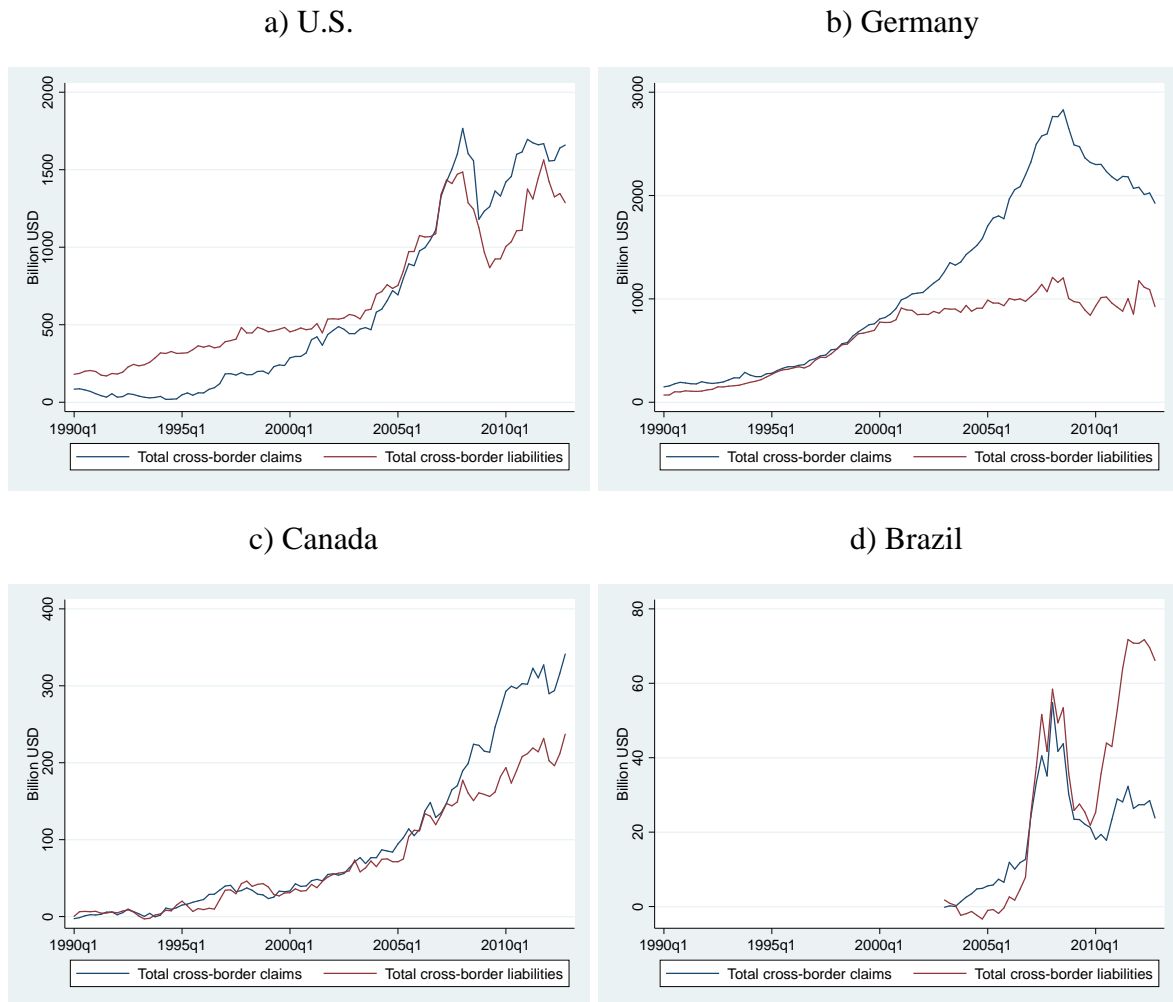 a) U.S.
b) Germany
Billion USD
0 500 1000 1500 2000
1990q1 1995q1 2000q1 2005q1 2010q1
Total cross-border claims Total cross-border liabilities
Billion USD
0 1000 2000 3000
1990q1 1995q1 2000q1 2005q1 2010q1
Total cross-border claims Total cross-border liabilities
c) Canada
d) Brazil
Billion USD
0 100 200 300 400
1990q1 1995q1 2000q1 2005q1 2010q1
Total cross-border claims Total cross-border liabilities
Billion USD
0 20 40 60 80
1990q1 1995q1 2000q1 2005q1 2010q1
Total cross-border claims Total cross-border liabilities